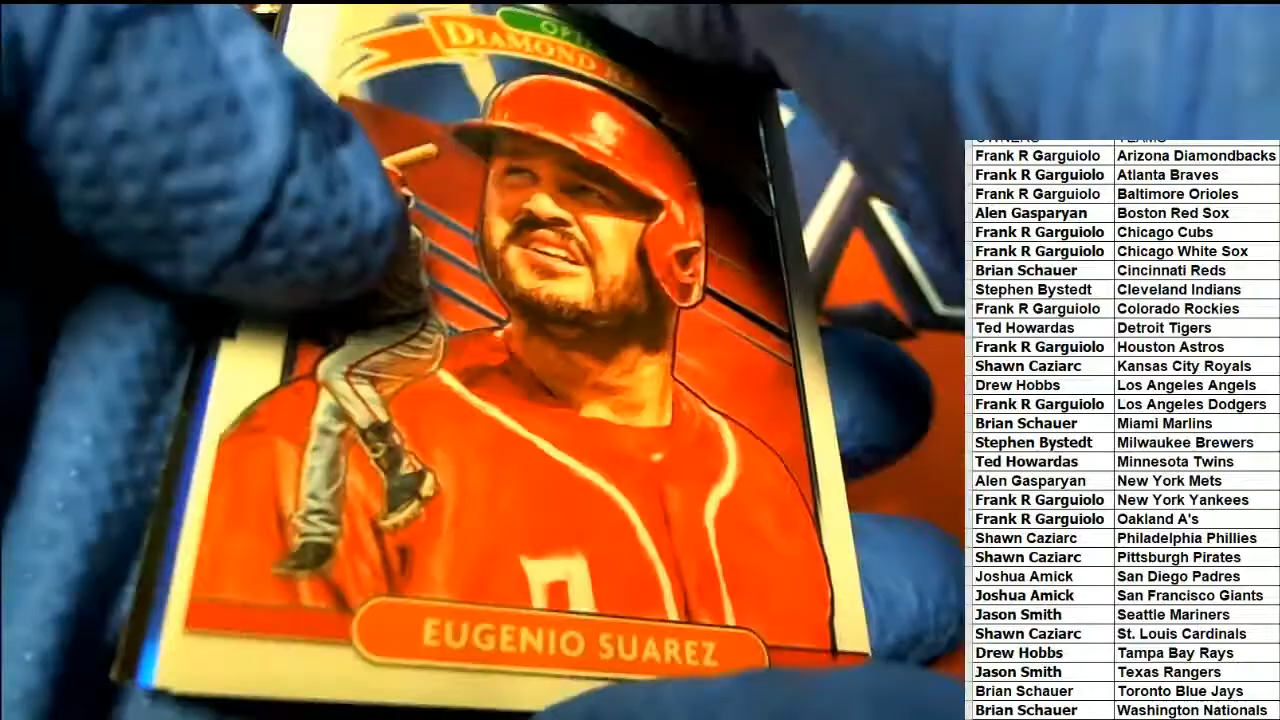 OPTIC
DIAMOND KINGS
EUGENIO SUAREZ
OWNERS TEAMS
Frank R Garguiolo Arizona Diamondbacks
Frank R Garguiolo Atlanta Braves
Frank R Garguiolo Baltimore Orioles
Alen Gasparyan Boston Red Sox
Frank R Garguiolo Chicago Cubs
Frank R Garguiolo Chicago White Sox
Brian Schauer Cincinnati Reds
Stephen Bystedt Cleveland Indians
Frank R Garguiolo Colorado Rockies
Ted Howardas Detroit Tigers
Frank R Garguiolo Houston Astros
Shawn Caziarc Kansas City Royals
Drew Hobbs Los Angeles Angels
Frank R Garguiolo Los Angeles Dodgers
Brian Schauer Miami Marlins
Stephen Bystedt Milwaukee Brewers
Ted Howardas Minnesota Twins
Alen Gasparyan New York Mets
Frank R Garguiolo New York Yankees
Frank R Garguiolo Oakland A's
Shawn Caziarc Philadelphia Phillies
Shawn Caziarc Pittsburgh Pirates
Joshua Amick San Diego Padres
Joshua Amick San Francisco Giants
Jason Smith Seattle Mariners
Shawn Caziarc St. Louis Cardinals
Drew Hobbs Tampa Bay Rays
Jason Smith Texas Rangers
Brian Schauer Toronto Blue Jays
Brian Schauer Washington Nationals